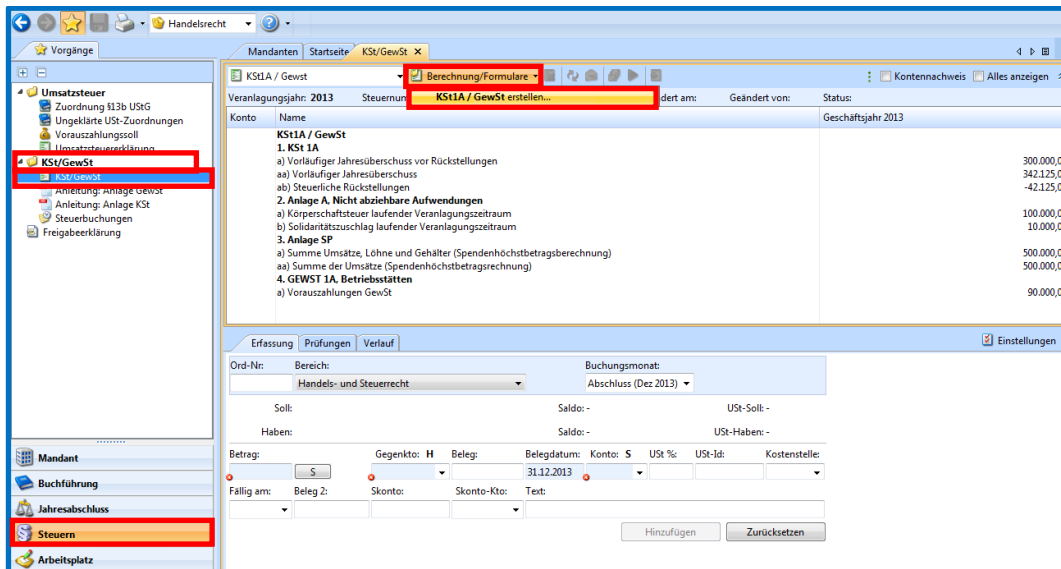 Handelsrecht
Vorgänge
Mandanten Startseite KSt/GewSt
KSt1A / Gewst Berechnung/Formulare Kontennachweis Alles anzeigen
KSt1A / GewSt erstellen...
Veranlagungsjahr: 2013 Geändert von: Status:
Konto Name Geschäftsjahr 2013
Umsatzsteuer
Zuordnung §13b UStG
Ungeklärte USt-Zuordnungen
Vorauszahlungssoll
Umsatzsteuererklärung
KSt/GewSt
KSt/GewSt
Anleitung: Anlage GewSt
Anleitung: Anlage KSt
Steuerbuchungen
Freigabeerklärung
KSt1A / GewSt
1. KSt 1A
a) Vorläufiger Jahresüberschuss vor Rückstellungen 300.000,0
aa) Vorläufiger Jahresüberschuss 342.125,0
ab) Steuerliche Rückstellungen -42.125,0
2. Anlage A, Nicht abziehbare Aufwendungen
a) Körperschaftsteuer laufender Veranlagungszeitraum 100.000,0
b) Solidaritätszuschlag laufender Veranlagungszeitraum 10.000,0
3. Anlage SP
a) Summe Umsätze, Löhne und Gehälter (Spendenhöchstbetragsberechnung) 500.000,0
aa) Summe der Umsätze (Spendenhöchstbetragsrechnung) 500.000,0
4. GEWST 1A, Betriebsstätten
a) Vorauszahlungen GewSt 90.000,0
Erfassung Prüfungen Verlauf Einstellungen
Ord-Nr: Bereich: Buchungsmonat:
Handels- und Steuerrecht Abschluss (Dez 2013)
Soll: Saldo: - USt-Soll: -
Haben: Saldo: - USt-Haben: -
Betrag: Gegenkto: H Beleg: Belegdatum: Konto: S USt %: USt-Id: Kostenstelle:
S 31.12.2013
Fällig am: Beleg 2: Skonto: Skonto-Kto: Text:
Hinzufügen Zurücksetzen
Mandant
Buchführung
Jahresabschluss
Steuern
Arbeitsplatz